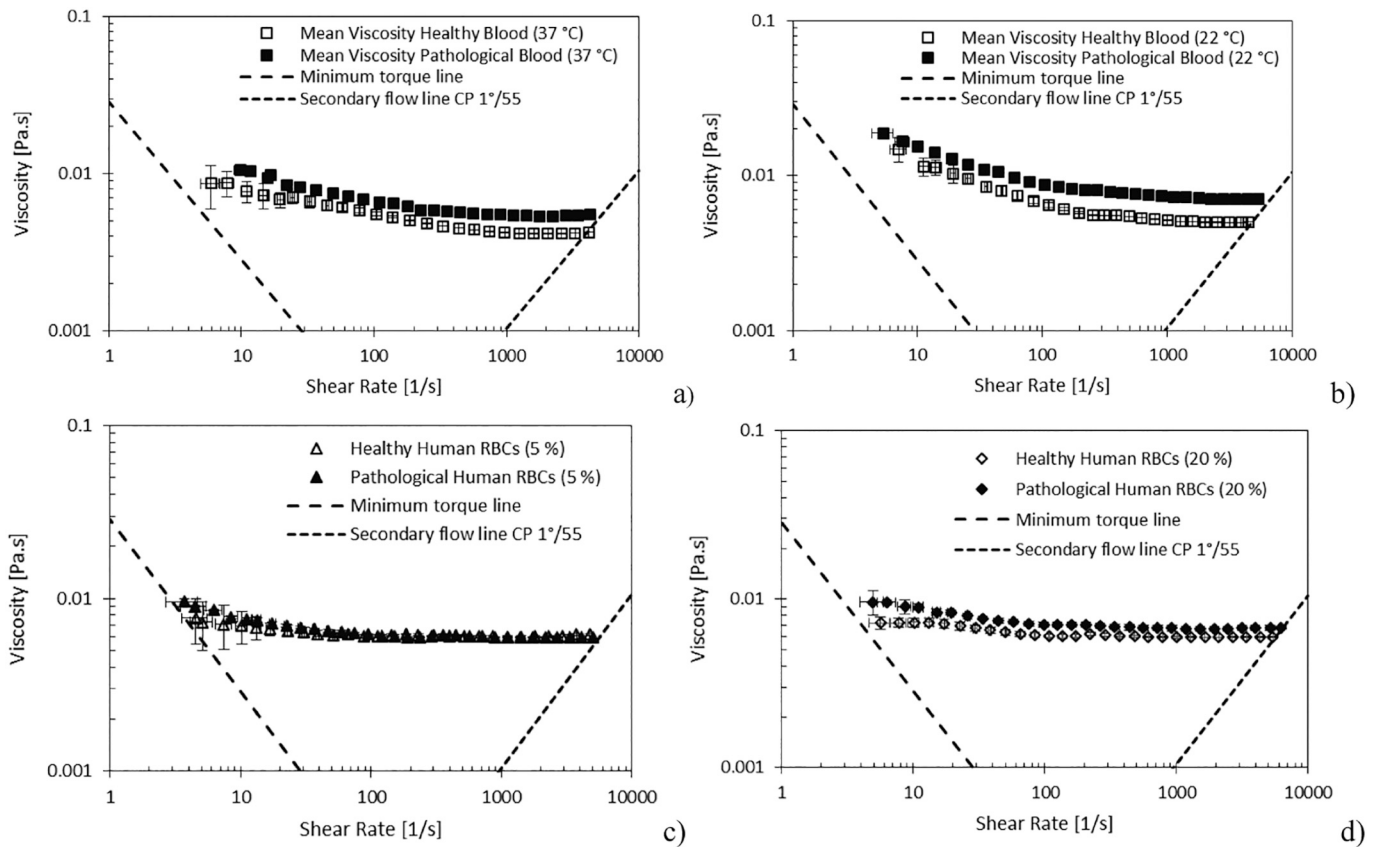 0.1
0.01
0.001
Viscosity [Pa.s]
Mean Viscosity Healthy Blood (37 °C)
Mean Viscosity Pathological Blood (37 °C)
Minimum torque line
Secondary flow line CP 1°/55
1 10 100 1000 10000
Shear Rate [1/s]
a)
0.1
0.01
0.001
Viscosity [Pa.s]
Mean Viscosity Healthy Blood (22 °C)
Mean Viscosity Pathological Blood (22 °C)
Minimum torque line
Secondary flow line CP 1°/55
1 10 100 1000 10000
Shear Rate [1/s]
b)
0.1
0.01
0.001
Viscosity [Pa.s]
Healthy Human RBCs (5 %)
Pathological Human RBCs (5 %)
Minimum torque line
Secondary flow line CP 1°/55
1 10 100 1000 10000
Shear Rate [1/s]
c)
0.1
0.01
0.001
Viscosity [Pa.s]
Healthy Human RBCs (20 %)
Pathological Human RBCs (20 %)
Minimum torque line
Secondary flow line CP 1°/55
1 10 100 1000 10000
Shear Rate [1/s]
d)